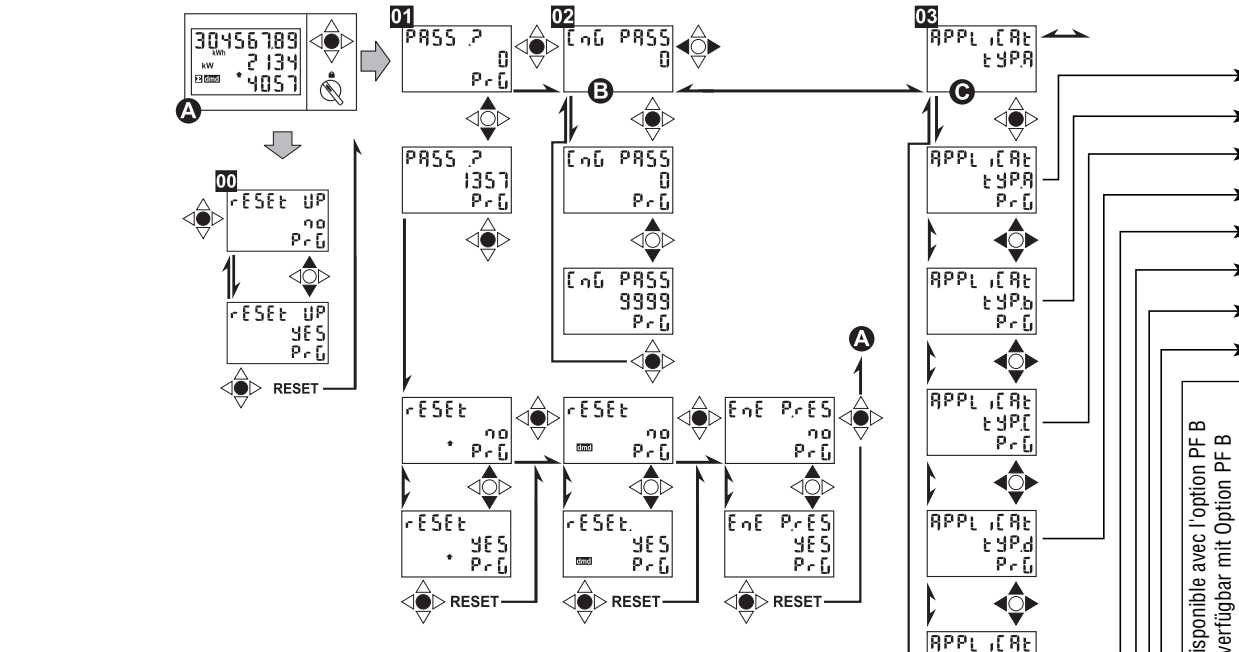 01
02
03
304567.89
kWh
kW
2134
Σ dmd
4057
A
PASS ?
0
PrG
CnG PASS
0
B
APPLiCAt
tyP.A
C
PASS ?
1357
PrG
CnG PASS
0
PrG
APPLiCAt
tyP.A
PrG
00
rESEt UP
no
PrG
CnG PASS
9999
PrG
APPLiCAt
tyP.b
PrG
rESEt UP
YES
PrG
RESET
A
rESEt
no
PrG
rESEt
no
dmd
PrG
EnE P.rES
no
PrG
APPLiCAt
tyP.C
PrG
rESEt
YES
PrG
rESEt.
YES
dmd
PrG
EnE P.rES
YES
PrG
APPLiCAt
tyP.d
PrG
RESET
RESET
RESET
APPLiCAt
isponible avec l'option PF B
verfügbar mit Option PF B